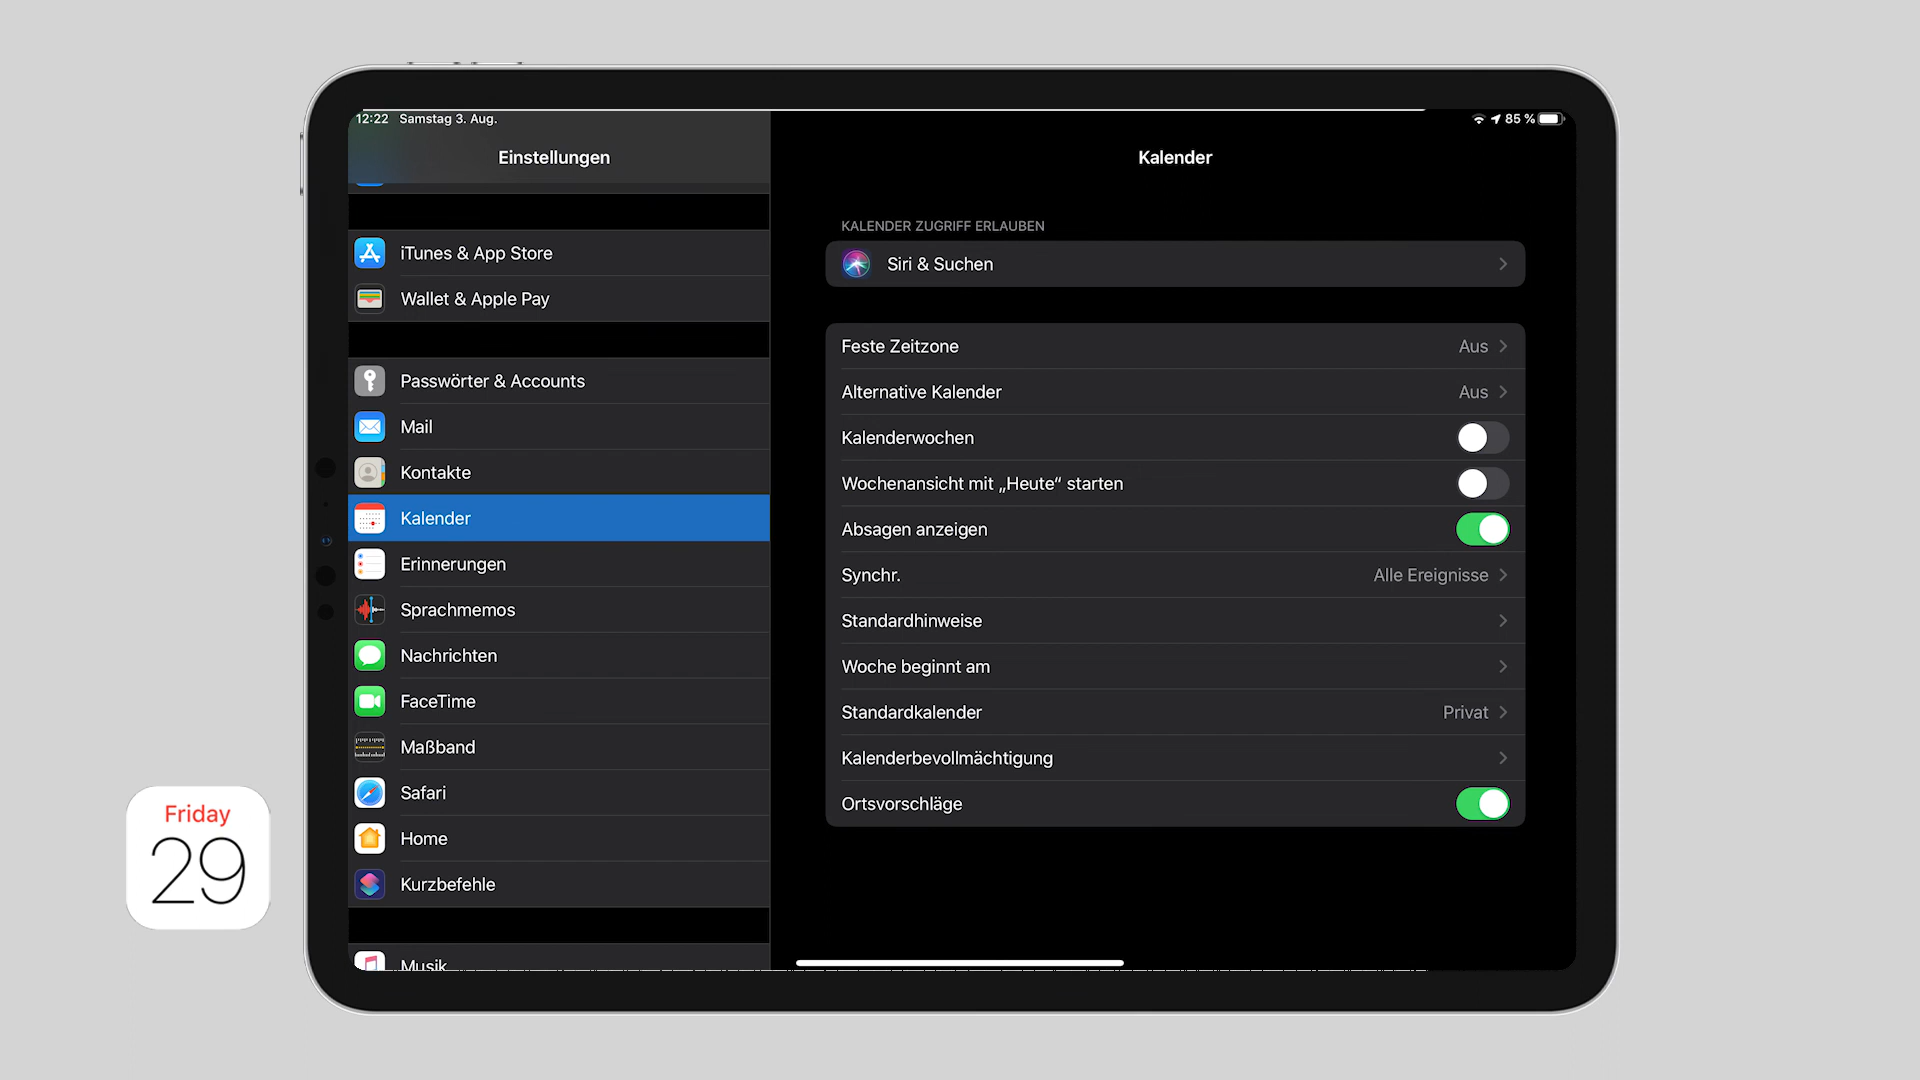 12:22 Samstag 3. Aug.
85 %
Einstellungen
iTunes & App Store
Wallet & Apple Pay
Passwörter & Accounts
Mail
Kontakte
Kalender
Erinnerungen
Sprachmemos
Nachrichten
FaceTime
Maßband
Safari
Home
Kurzbefehle
Musik
Kalender
KALENDER ZUGRIFF ERLAUBEN
Siri & Suchen
Feste Zeitzone Aus
Alternative Kalender Aus
Kalenderwochen
Wochenansicht mit „Heute“ starten
Absagen anzeigen
Synchr. Alle Ereignisse
Standardhinweise
Woche beginnt am
Standardkalender Privat
Kalenderbevollmächtigung
Ortsvorschläge
Friday
29